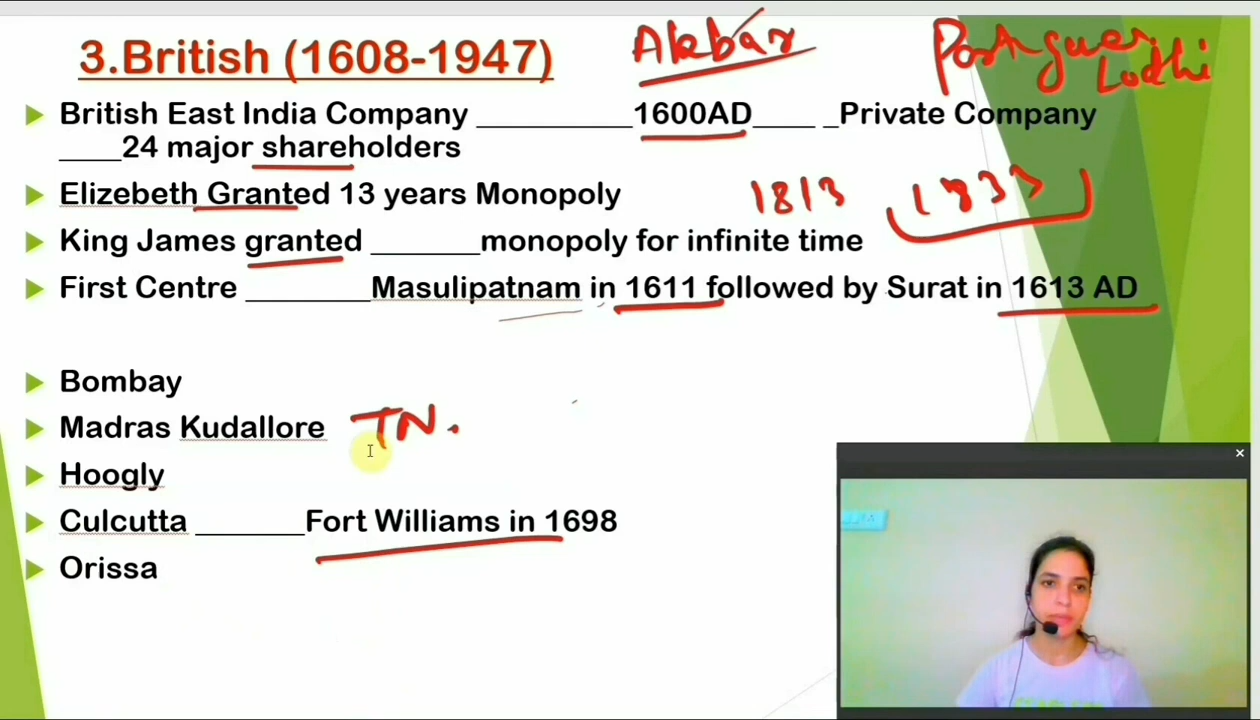 3.British (1608-1947) Akbar Portugues Lodhi
British East India Company __________1600AD____ _Private Company
____24 major shareholders
Elizebeth Granted 13 years Monopoly 1813 1833
King James granted _______monopoly for infinite time
First Centre ________Masulipatnam in 1611 followed by Surat in 1613 AD
Bombay
Madras Kudallore TN.
Hoogly
Culcutta _______Fort Williams in 1698
Orissa